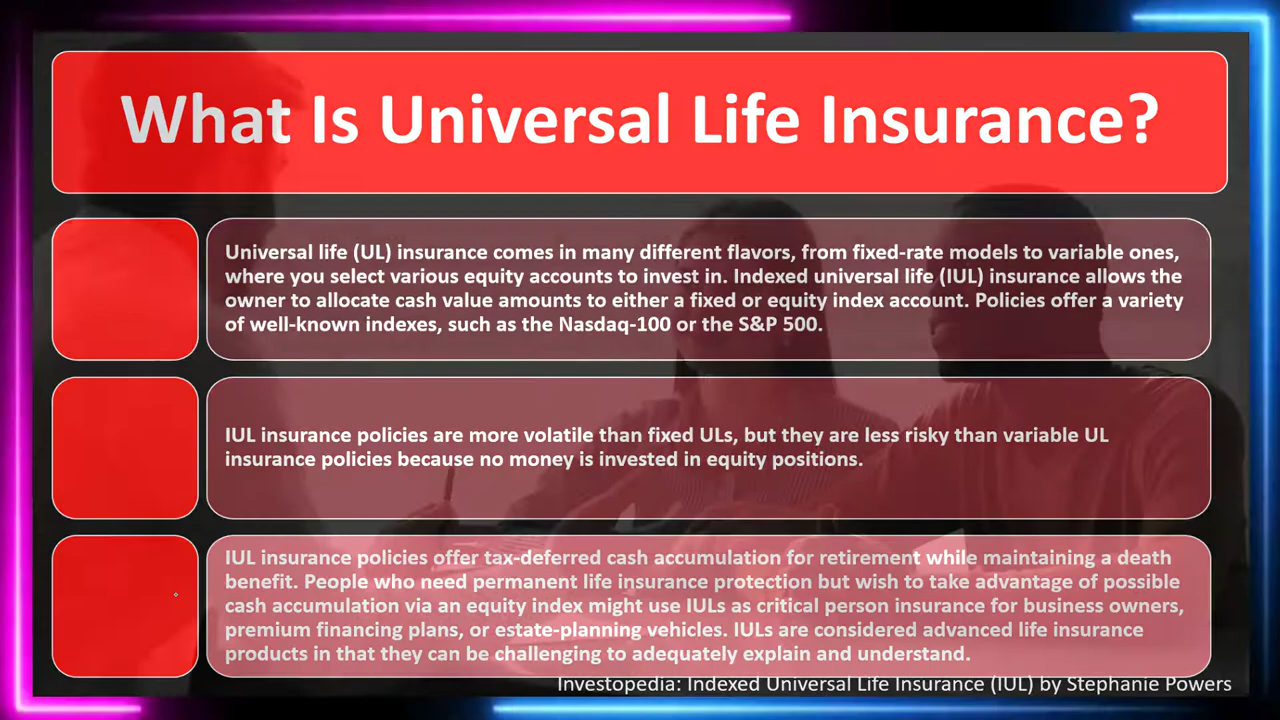 What Is Universal Life Insurance?
Universal life (UL) insurance comes in many different flavors, from fixed-rate models to variable ones,
where you select various equity accounts to invest in. Indexed universal life (IUL) insurance allows the
owner to allocate cash value amounts to either a fixed or equity index account. Policies offer a variety
of well-known indexes, such as the Nasdaq-100 or the S&P 500.
IUL insurance policies are more volatile than fixed ULs, but they are less risky than variable UL
insurance policies because no money is invested in equity positions.
IUL insurance policies offer tax-deferred cash accumulation for retirement while maintaining a death
benefit. People who need permanent life insurance protection but wish to take advantage of possible
cash accumulation via an equity index might use IULs as critical person insurance for business owners,
premium financing plans, or estate-planning vehicles. IULs are considered advanced life insurance
products in that they can be challenging to adequately explain and understand.
Investopedia: Indexed Universal Life Insurance (IUL) by Stephanie Powers